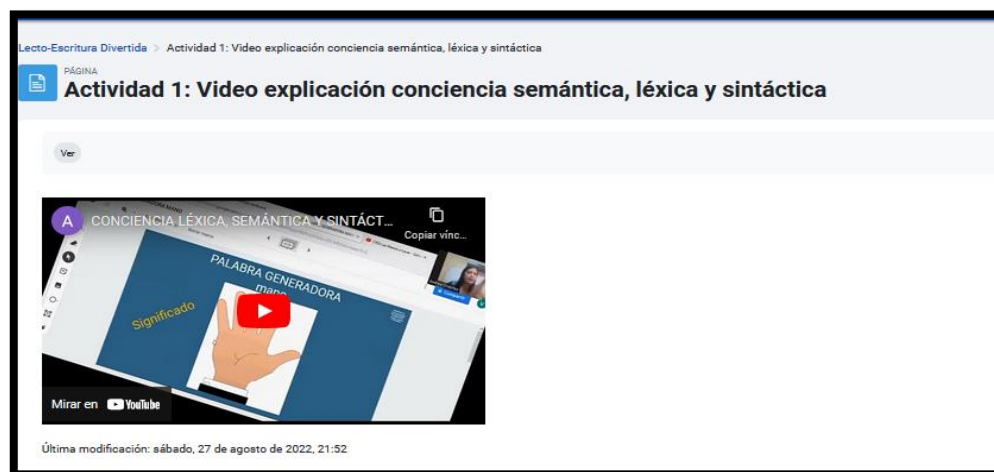 Lecto-Escritura Divertida > Actividad 1: Video explicación conciencia semántica, léxica y sintáctica
PÁGINA
Actividad 1: Video explicación conciencia semántica, léxica y sintáctica
Ver
A CONCIENCIA LÉXICA, SEMÁNTICA Y SINTÁCT...
Copiar vínc...
PALABRA GENERADORA
mano
Significado
Mirar en YouTube
Última modificación: sábado, 27 de agosto de 2022, 21:52